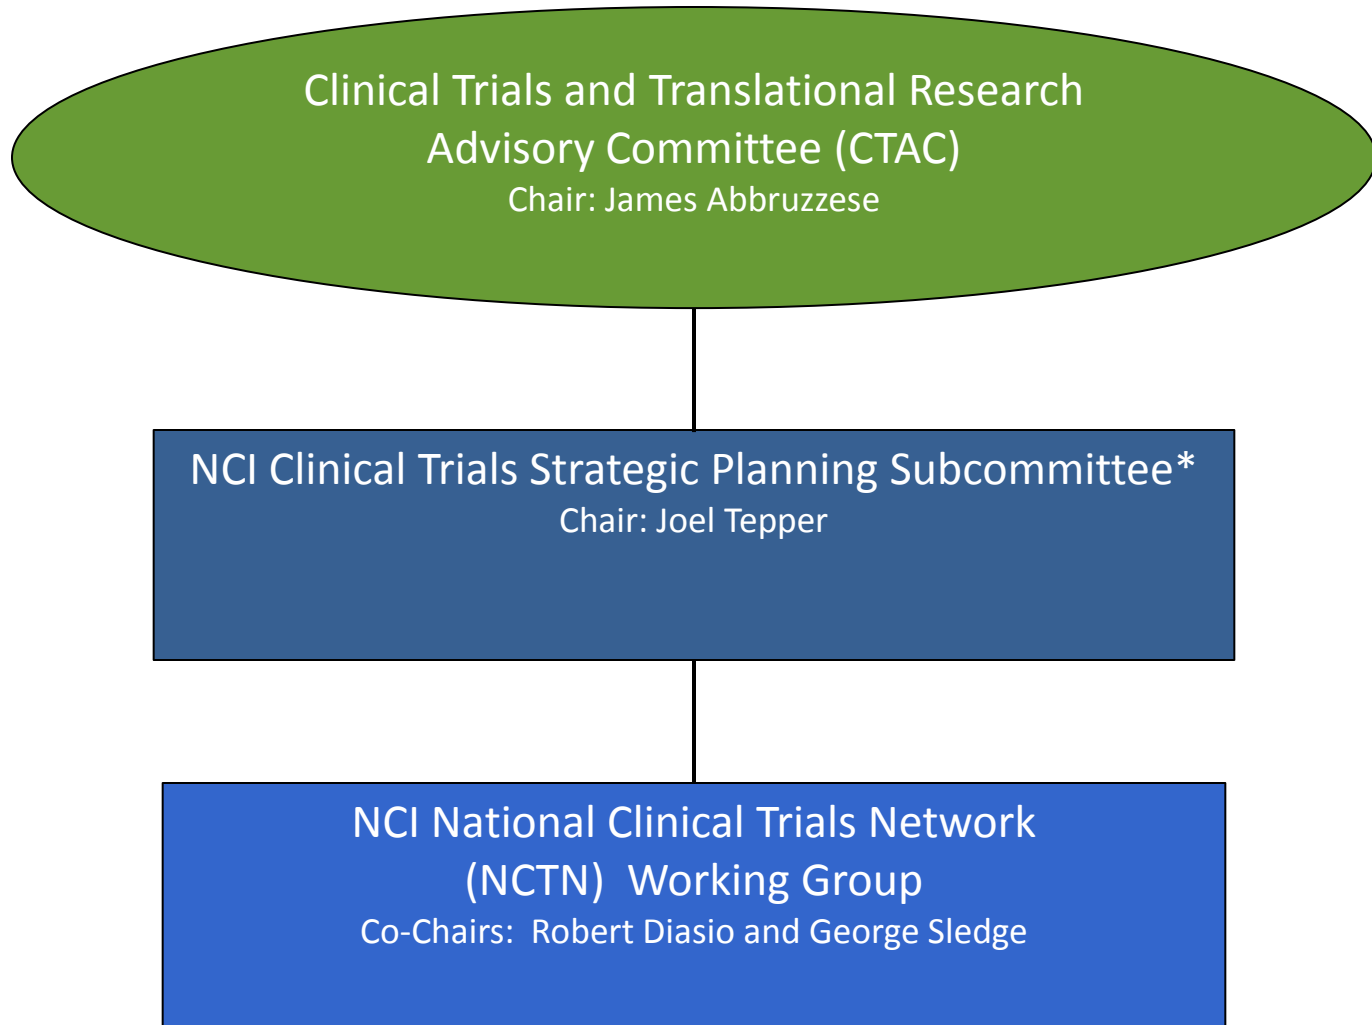 Clinical Trials and Translational Research
Advisory Committee (CTAC)
Chair: James Abbruzzese
NCI Clinical Trials Strategic Planning Subcommittee*
Chair: Joel Tepper
NCI National Clinical Trials Network
(NCTN)  Working Group
Co-Chairs:  Robert Diasio and George Sledge